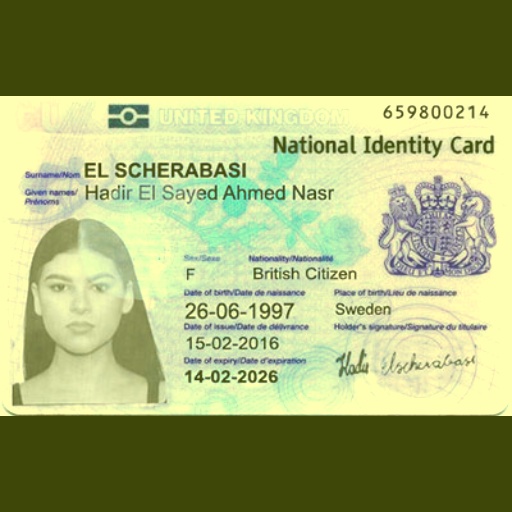 UNITED KINGDOM
659800214
National Identity Card
Surname/Nom EL SCHERABASI
Given names/ Prénoms Hadir El Sayed Ahmed Nasr
Sex/Sexe Nationality/Nationalité
F British Citizen
Date of birth/Date de naissance Place of birth/Lieu de naissance
26-06-1997 Sweden
Date of issue/Date de délivrance Holder's signature/Signature du titulaire
15-02-2016
Date of expiry/Date d'expiration
14-02-2026
Hadir Elscherabasi